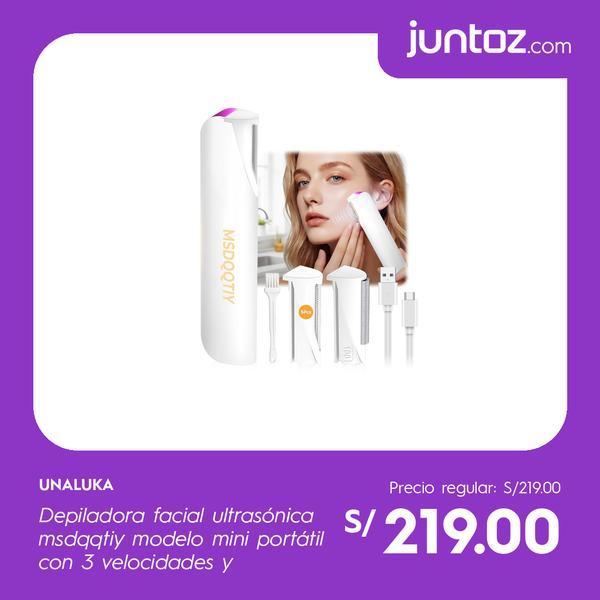 juntoz.com
MSDQQTIY
5Pcs
UNALUKA
Depiladora facial ultrasónica
msdqqtiy modelo mini portátil
con 3 velocidades y
Precio regular: S/219.00
S/ 219.00